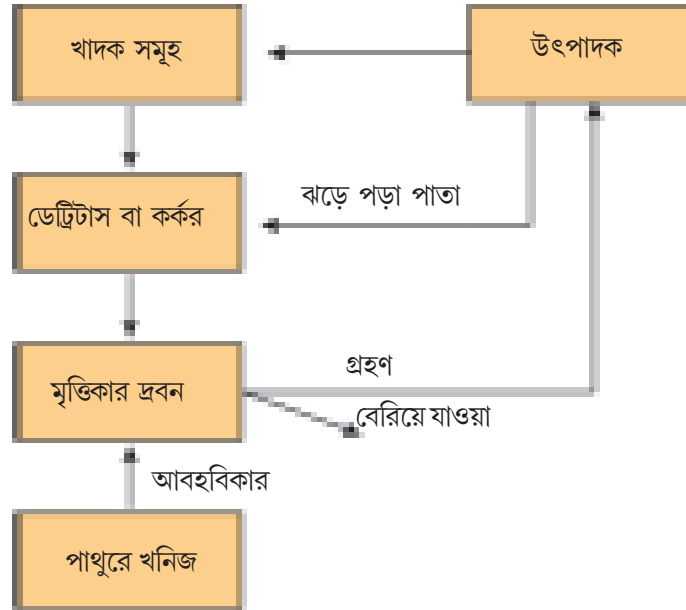 খাদক সমূহ
উৎপাদক
ঝড়ে পড়া পাতা
ডেট্রিটাস বা কর্কর
গ্রহণ
মৃত্তিকার দ্রবন
বেরিয়ে যাওয়া
আবহবিকার
পাথুরে খনিজ